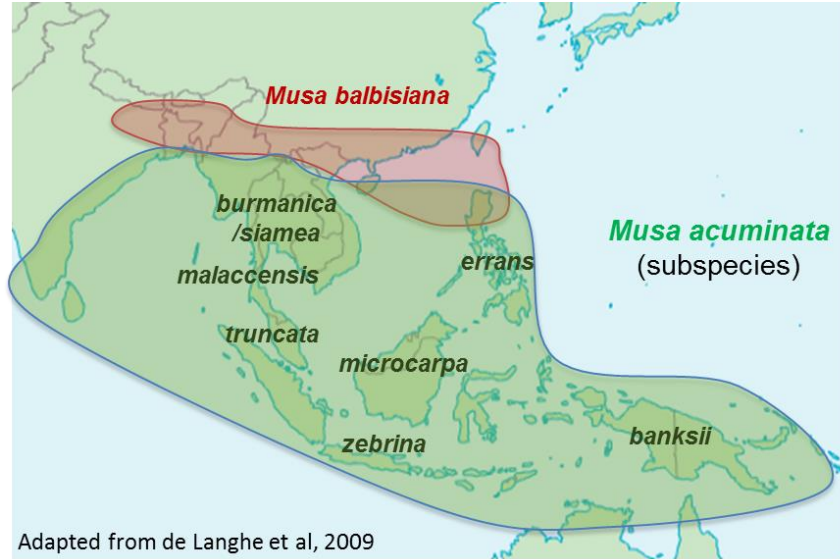 Musa balbisiana
burmanica
/siamea
malaccensis
errans
Musa acuminata
(subspecies)
truncata
microcarpa
zebrina
banksii
Adapted from de Langhe et al, 2009